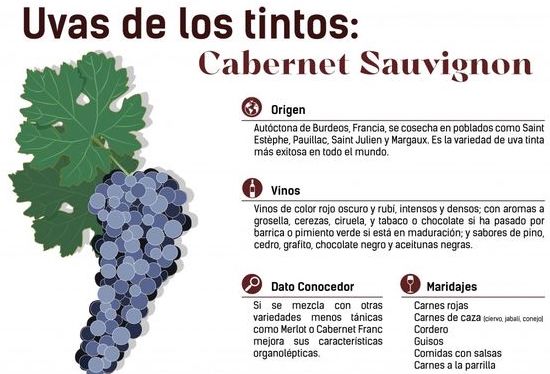 Uvas de los tintos:
Cabernet Sauvignon
Origen
Autóctona de Burdeos, Francia, se cosecha en poblados como Saint
Estèphe, Pauillac, Saint Julien y Margaux. Es la variedad de uva tinta
más exitosa en todo el mundo.
Vinos
Vinos de color rojo oscuro y rubí, intensos y densos; con aromas a
grosella, cerezas, ciruela, y tabaco o chocolate si ha pasado por
barrica o pimiento verde si está en maduración; y sabores de pino,
cedro, grafito, chocolate negro y aceitunas negras.
Dato Conocedor
Si se mezcla con otras
variedades menos tánicas
como Merlot o Cabernet Franc
mejora sus características
organolépticas.
Maridajes
Carnes rojas
Carnes de caza (ciervo, jabalí, conejo)
Cordero
Guisos
Comidas con salsas
Carnes a la parrilla